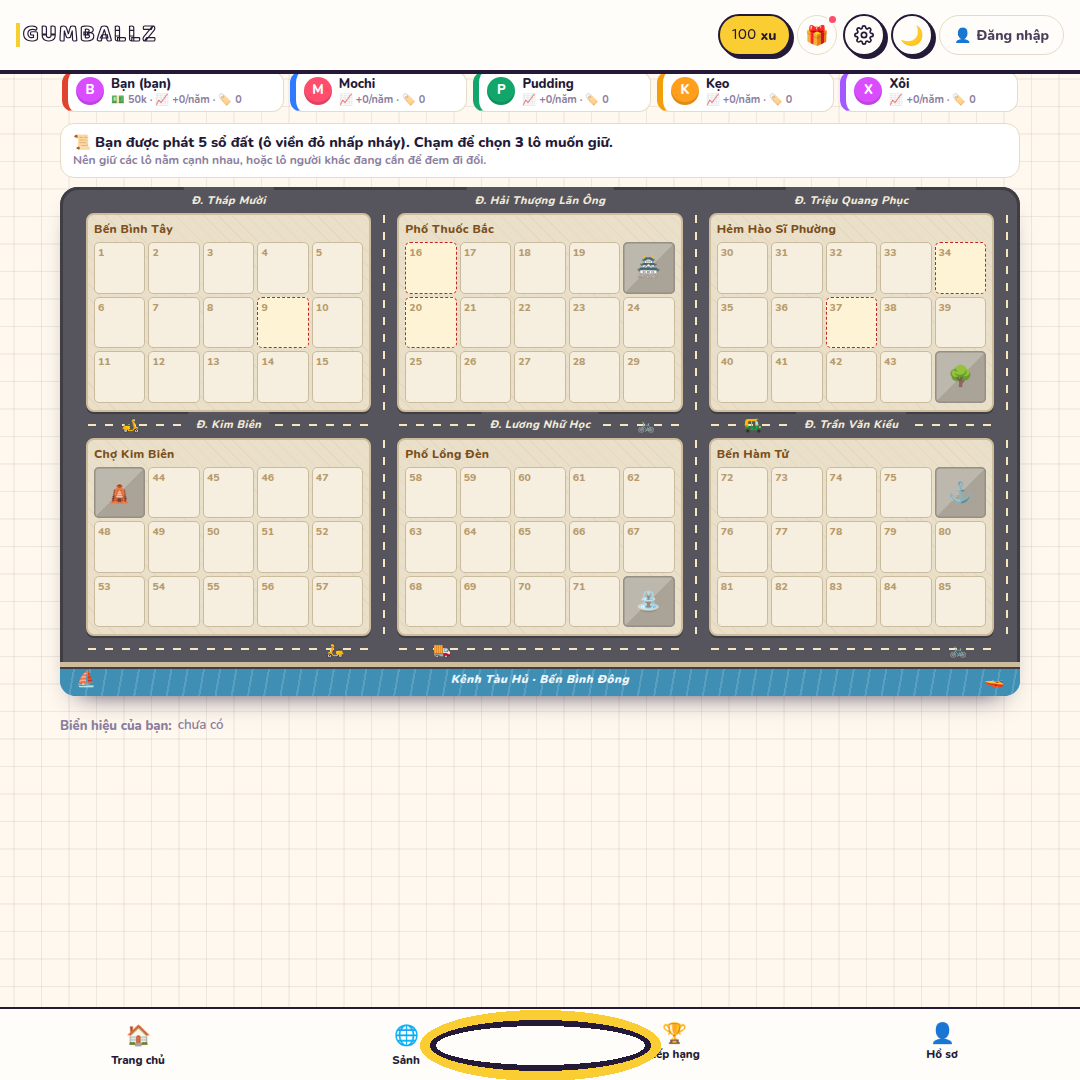 GUMBALLZ
100 xu
Đăng nhập
B Bạn (bạn)
50k · +0/năm · 0
M Mochi
+0/năm · 0
P Pudding
+0/năm · 0
K Kẹo
+0/năm · 0
X Xôi
+0/năm · 0
Bạn được phát 5 sổ đất (ô viền đỏ nhấp nháy). Chạm để chọn 3 lô muốn giữ.
Nên giữ các lô nằm cạnh nhau, hoặc lô người khác đang cần để đem đi đổi.
Đ. Tháp Mười
Đ. Hải Thượng Lãn Ông
Đ. Triệu Quang Phục
Bến Bình Tây
1 2 3 4 5
6 7 8 9 10
11 12 13 14 15
Phố Thuốc Bắc
16 17 18 19
20 21 22 23 24
25 26 27 28 29
Hẻm Hào Sĩ Phường
30 31 32 33 34
35 36 37 38 39
40 41 42 43
Đ. Kim Biên
Đ. Lương Nhữ Học
Đ. Trần Văn Kiểu
Chợ Kim Biên
44 45 46 47
48 49 50 51 52
53 54 55 56 57
Phố Lồng Đèn
58 59 60 61 62
63 64 65 66 67
68 69 70 71
Bến Hàm Tử
72 73 74 75
76 77 78 79 80
81 82 83 84 85
Kênh Tàu Hủ · Bến Bình Đông
Biển hiệu của bạn: chưa có
Trang chủ
Sảnh
hạng
Hồ sơ